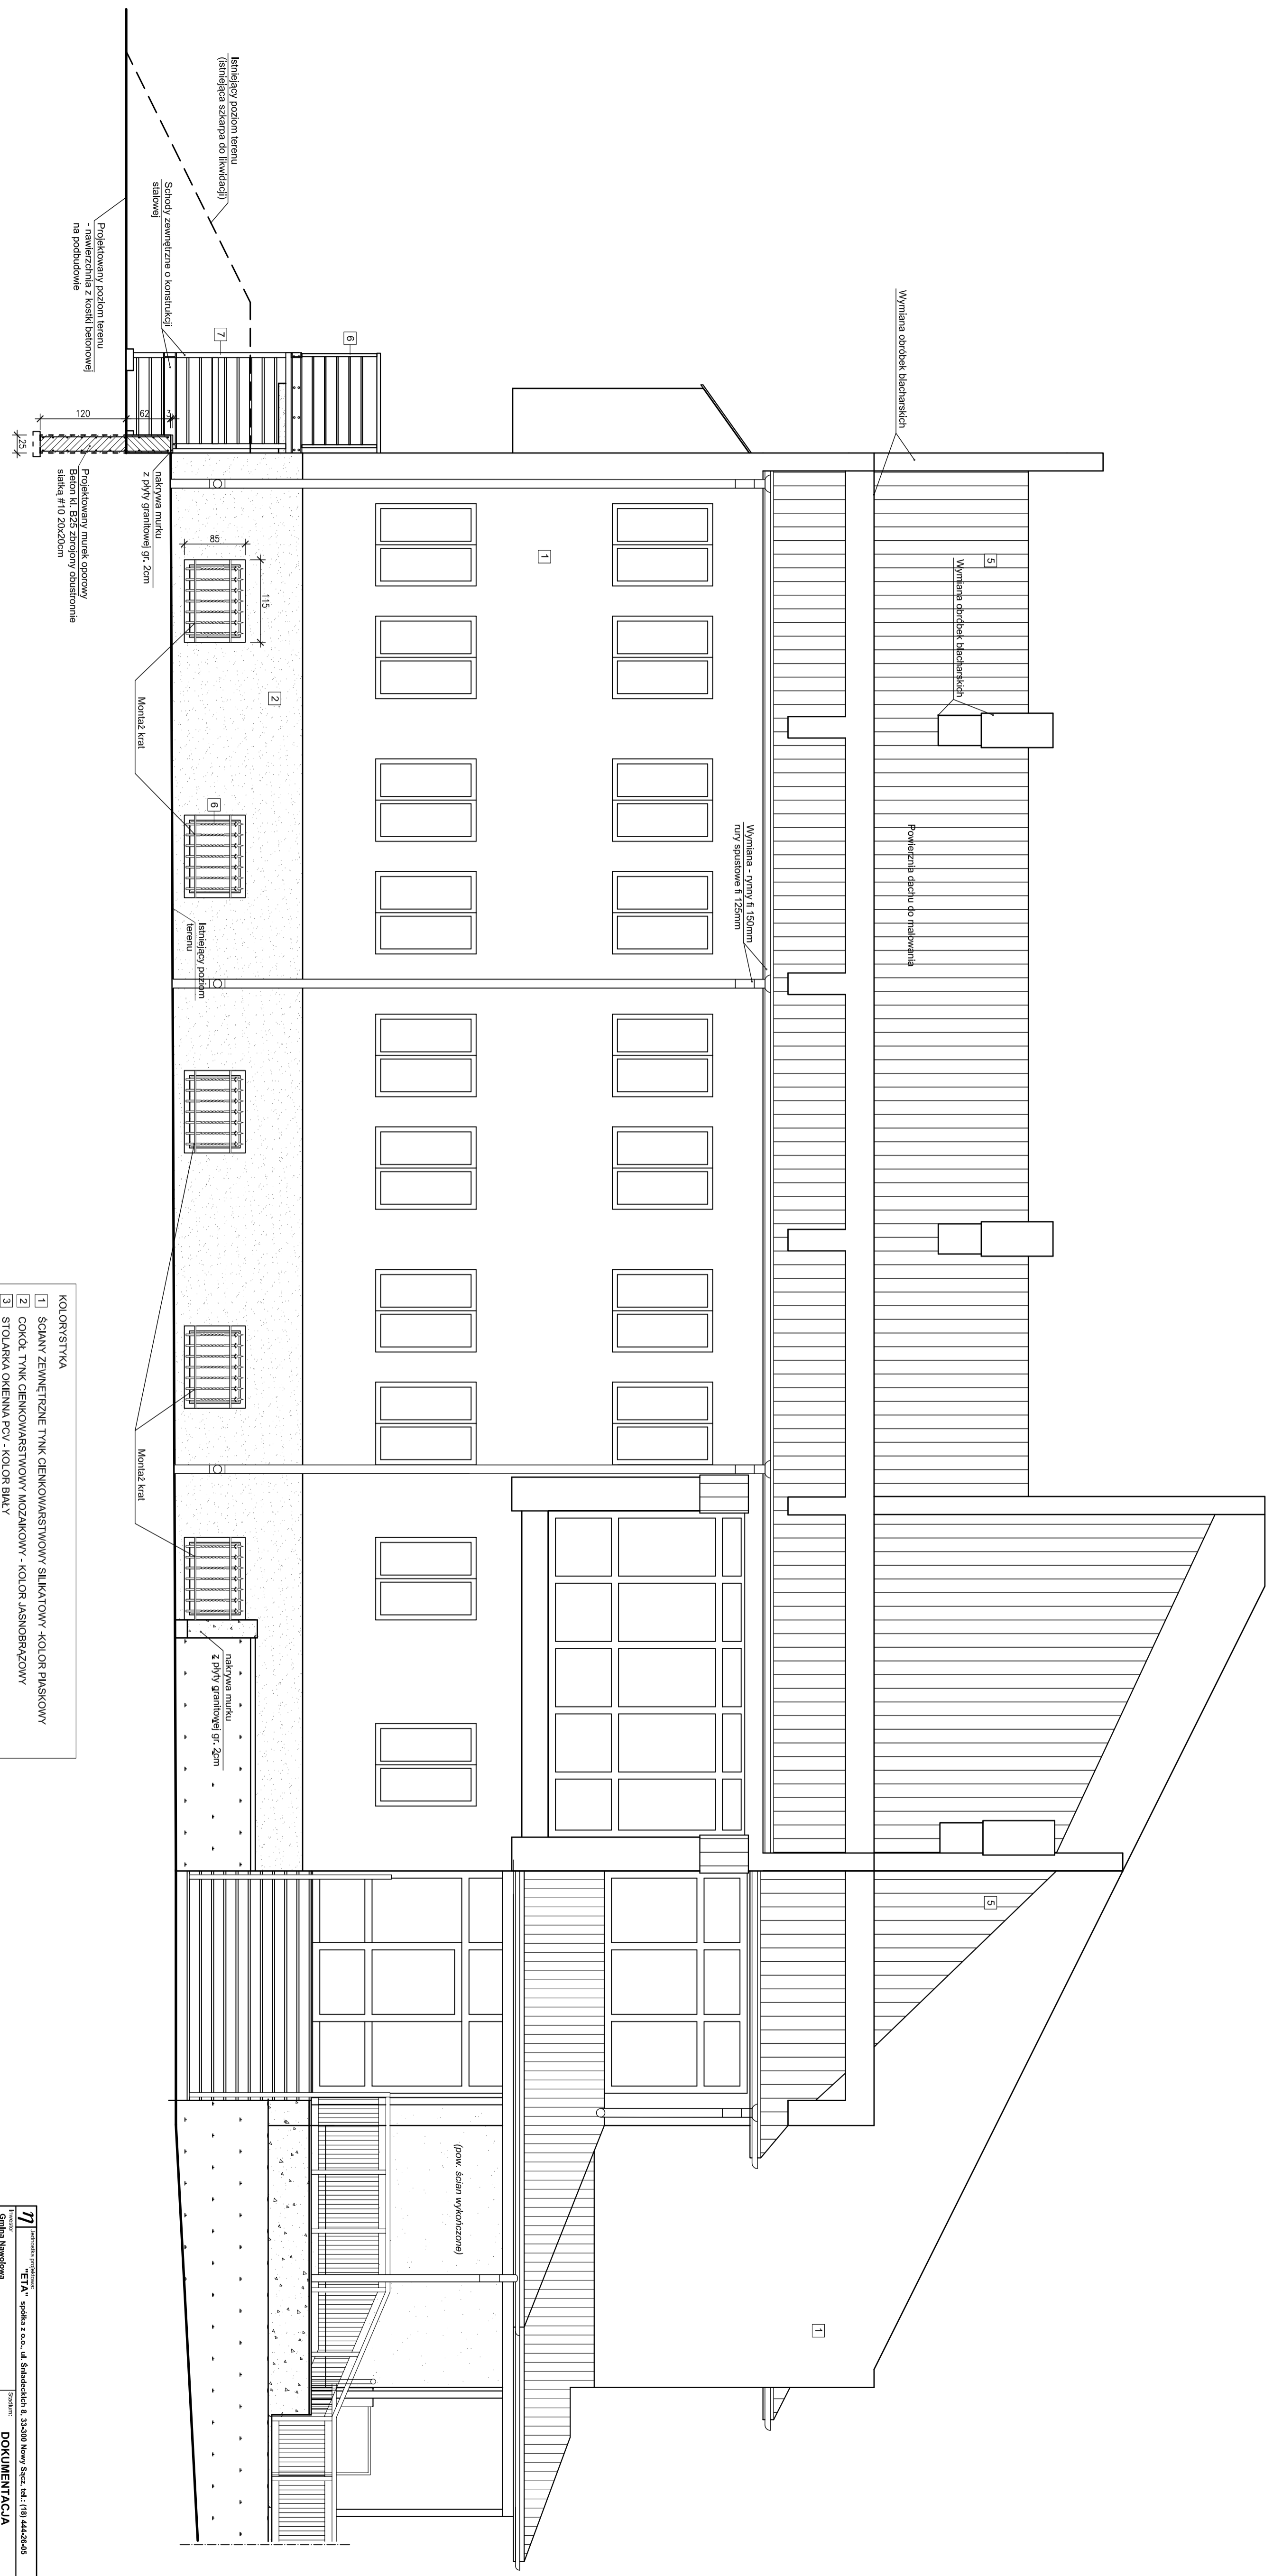 Wymiana obróbek blacharskich
5
Wymiana obróbek blacharskich
Powierznia dachu do malowania
5
Wymiana - rynny fi 150mm
rury spustowe fi 125mm
1
1
(pow. ścian wykończone)
Istniejący poziom terenu
(istniejąca szkarpa do likwidacji)
Schody zewnętrzne o konstrukcji
stalowej
Projektowany poziom terenu
- nawierzchnia z kostki betonowej
na podbudowie
7
6
120
62
3
25
nakrywa murku
z płyty granitowej gr. 2cm
Projektowany murek oporowy
Beton kl. B25 zbrojony obustronnie
siatką #10 20x20cm
85
115
2
6
Montaż krat
Istniejący poziom
terenu
Montaż krat
nakrywa murku
z płyty granitowej gr. 2cm
KOLORYSTYKA
1 ŚCIANY ZEWNĘTRZNE TYNK CIENKOWARSTWOWY SILIKATOWY -KOLOR PIASKOWY
2 COKÓŁ TYNK CIENKOWARSTWOWY MOZAIKOWY - KOLOR JASNOBRĄZOWY
3 STOLARKA OKIENNA PCV - KOLOR BIAŁY
η
Jednostka projektowa:
"ETA" spółka z o.o., ul. Śniadeckich 8, 33-300 Nowy Sącz, tel.: (18) 444-26-05
Inwestor
Gmina Nawojowa
Stadium:
DOKUMENTACJA